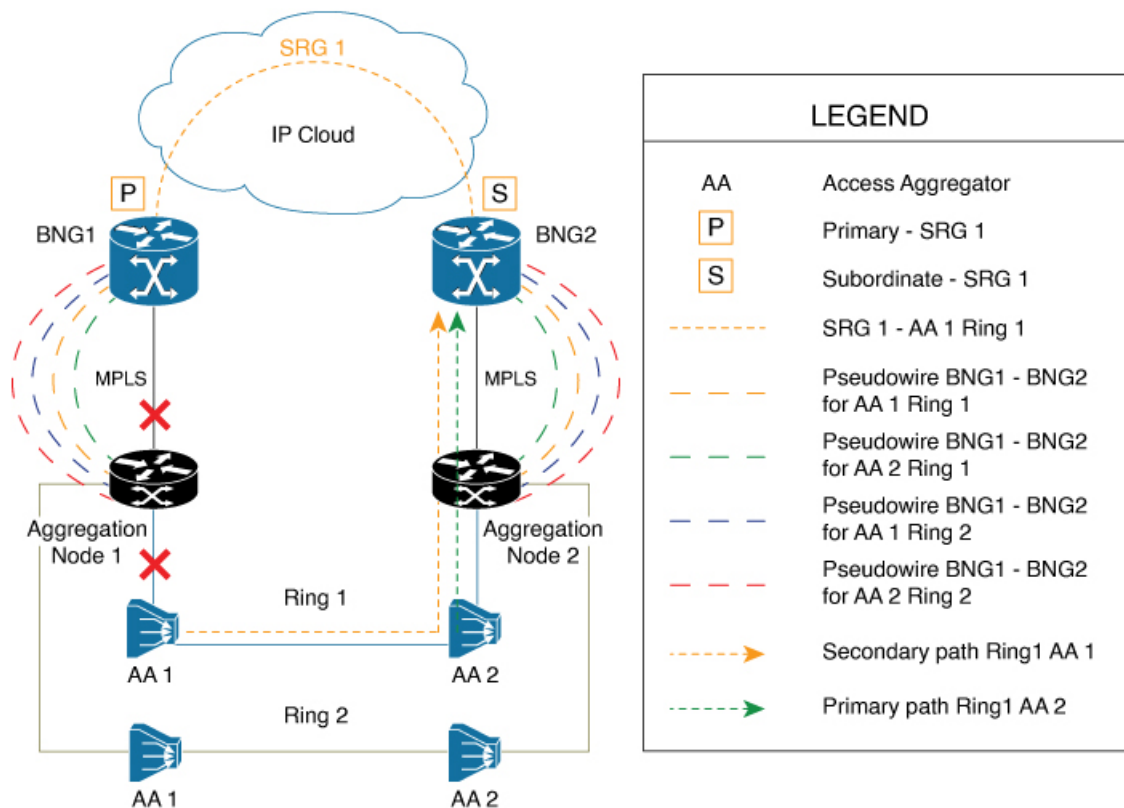 SRG 1
IP Cloud
P
S
BNG1
BNG2
MPLS
MPLS
Aggregation
Node 1
Aggregation
Node 2
Ring 1
AA 1
AA 2
Ring 2
AA 1
AA 2
LEGEND
AA
Access Aggregator
P
Primary - SRG 1
S
Subordinate - SRG 1
SRG 1 - AA 1 Ring 1
Pseudowire BNG1 - BNG2
for AA 1 Ring 1
Pseudowire BNG1 - BNG2
for AA 2 Ring 1
Pseudowire BNG1 - BNG2
for AA 1 Ring 2
Pseudowire BNG1 - BNG2
for AA 2 Ring 2
Secondary path Ring1 AA 1
Primary path Ring1 AA 2